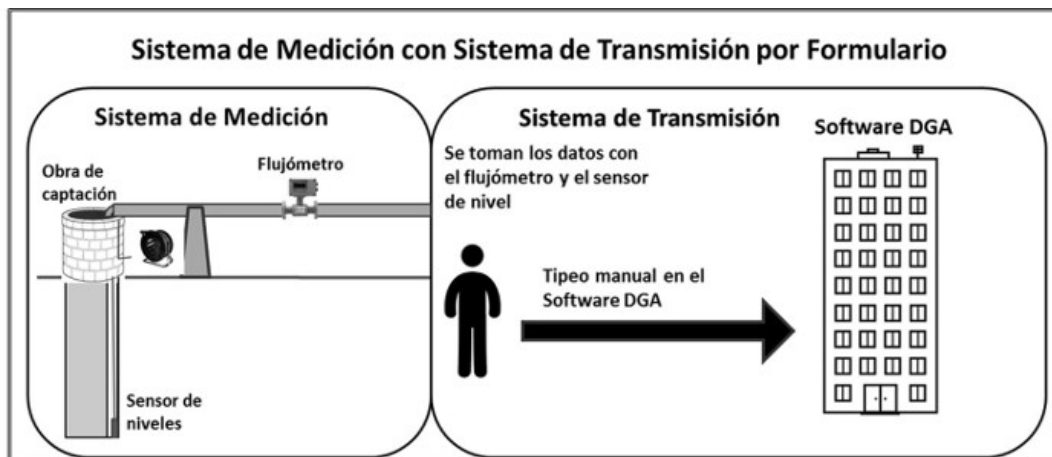 Sistema de Medición con Sistema de Transmisión por Formulario
Sistema de Medición
Obra de
captación
Flujómetro
Sensor de
niveles
Sistema de Transmisión
Se toman los datos con
el flujómetro y el sensor
de nivel
Tipeo manual en el
Software DGA
Software DGA